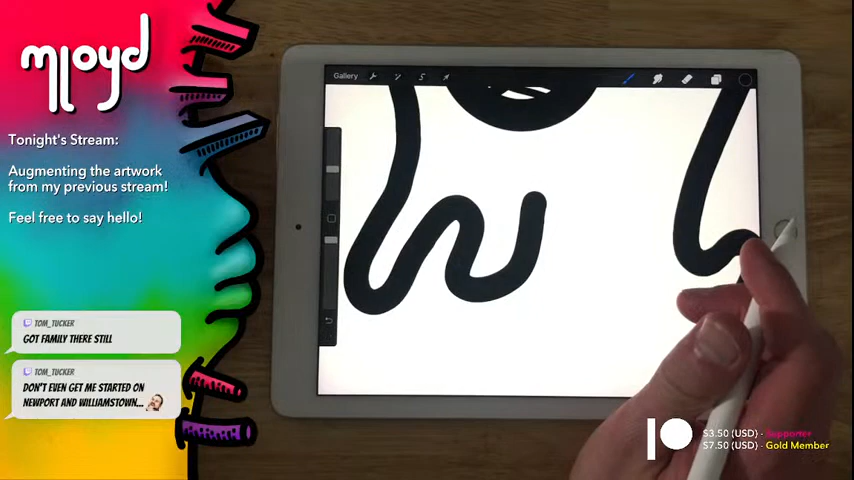 mloyd
Tonight's Stream:
Augmenting the artwork
from my previous stream!
Feel free to say hello!
TOM_TUCKER
GOT FAMILY THERE STILL
TOM_TUCKER
DON'T EVEN GET ME STARTED ON
NEWPORT AND WILLIAMSTOWN...
Gallery
$3.50 (USD) - Supporter
$7.50 (USD) - Gold Member